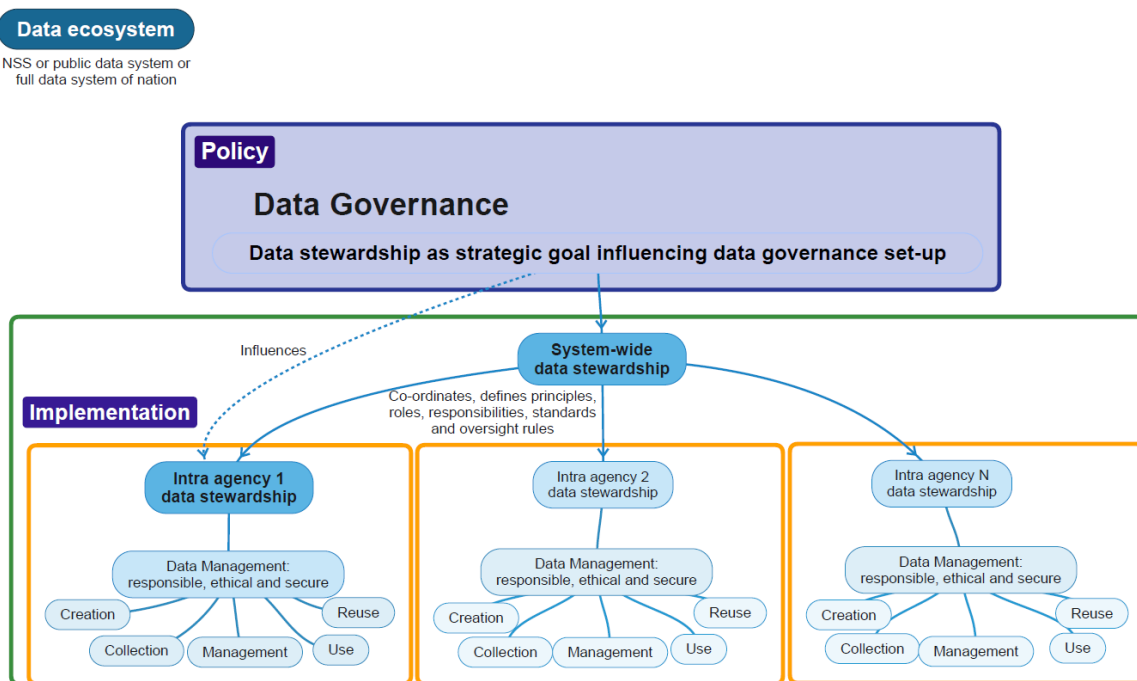 Data ecosystem
NSS or public data system or
full data system of nation
Policy
Data Governance
Data stewardship as strategic goal influencing data governance set-up
Influences
System-wide
data stewardship
Co-ordinates, defines principles,
roles, responsibilities, standards
and oversight rules
Implementation
Intra agency 1
data stewardship
Data Management:
responsible, ethical and secure
Creation
Collection
Management
Use
Reuse
Intra agency 2
data stewardship
Data Management:
responsible, ethical and secure
Creation
Collection
Management
Use
Reuse
Intra agency N
data stewardship
Data Management:
responsible, ethical and secure
Creation
Collection
Management
Use
Reuse